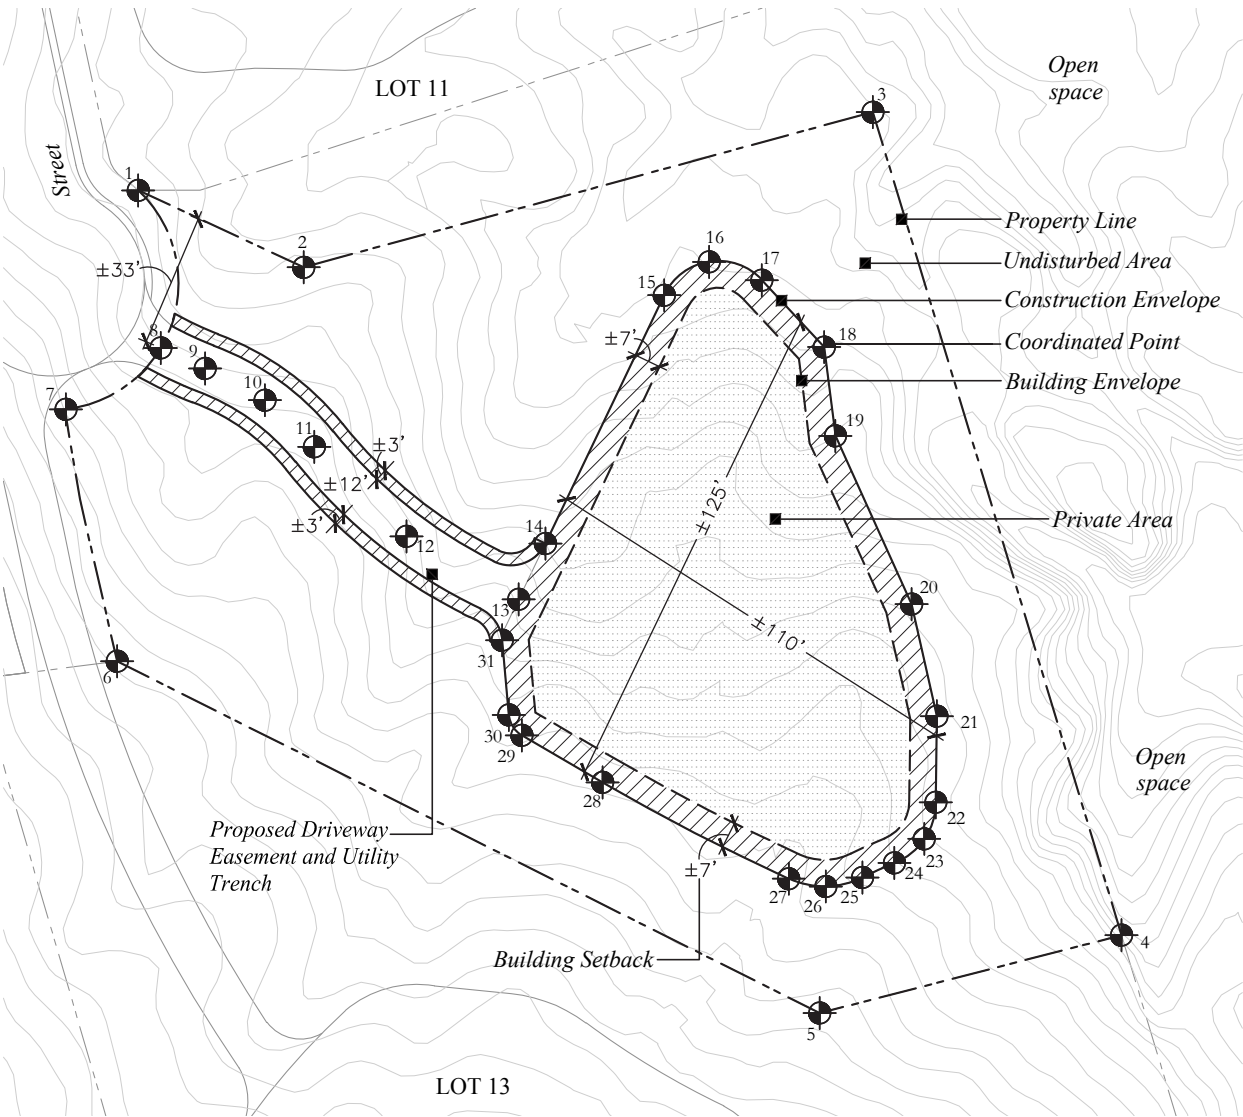 LOT 11
Open
space
3
Street
1
2
Property Line
Undisturbed Area
±33'
16
17
15
Construction Envelope
±7'
18
Coordinated Point
8
9
Building Envelope
7
10
11
19
±3'
±12'
±125'
±3'
14
12
Private Area
13
20
±110'
31
6
21
30
29
Open
space
28
22
Proposed Driveway
Easement and Utility
Trench
±7'
23
24
27
26
25
4
Building Setback
5
LOT 13